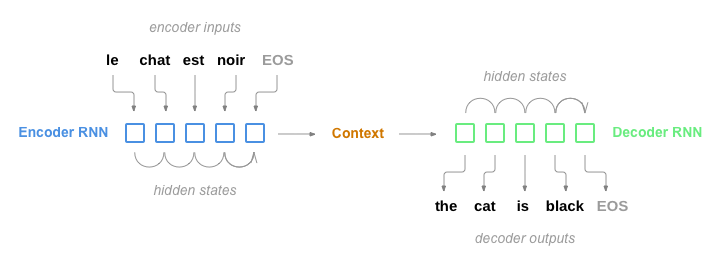 encoder inputs
le chat est noir EOS
hidden states
Encoder RNN
Context
Decoder RNN
hidden states
the cat is black EOS
decoder outputs